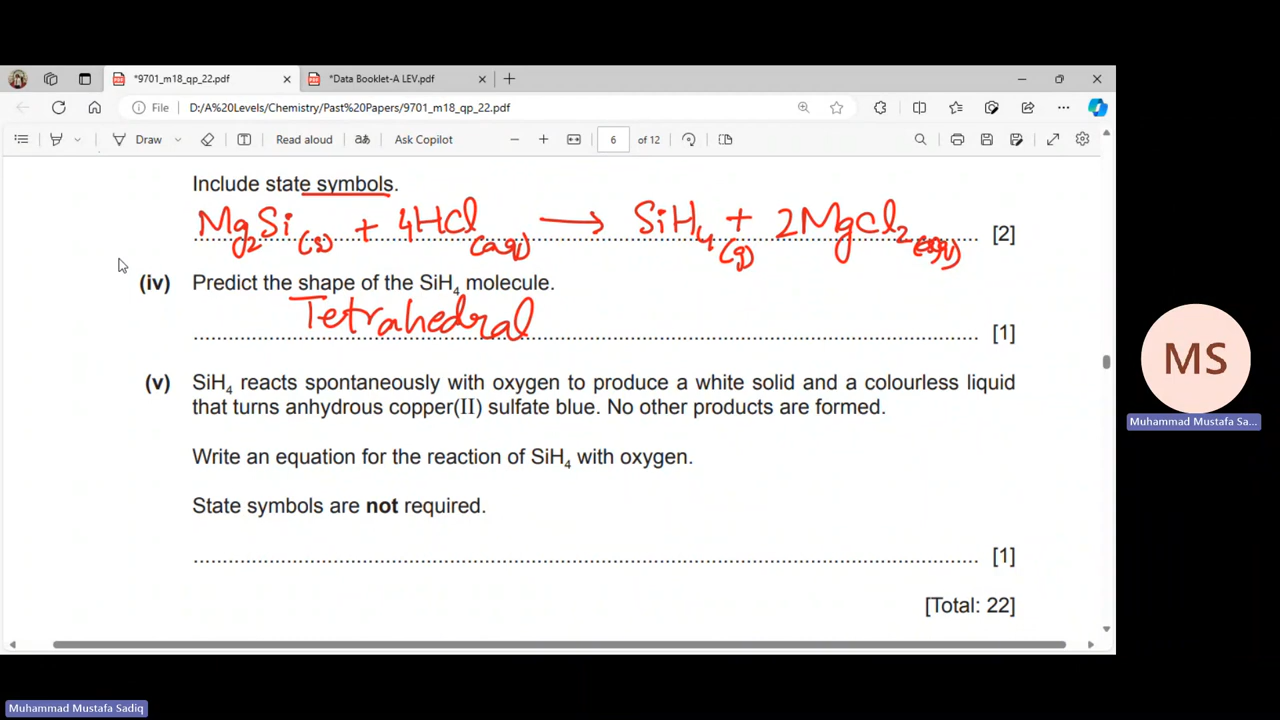 *9701_m18_qp_22.pdf
*Data Booklet-A LEV.pdf
File D:/A%20Levels/Chemistry/Past%20Papers/9701_m18_qp_22.pdf
Draw Read aloud aあ Ask Copilot 6 of 12
Include state symbols.
Mg₂Si(s) + 4HCl(aq) → SiH₄(g) + 2MgCl₂(aq) [2]
(iv) Predict the shape of the SiH₄ molecule.
Tetrahedral
[1]
(v) SiH₄ reacts spontaneously with oxygen to produce a white solid and a colourless liquid
that turns anhydrous copper(II) sulfate blue. No other products are formed.
Write an equation for the reaction of SiH₄ with oxygen.
State symbols are not required.
[1]
[Total: 22]
MS
Muhammad Mustafa Sa...
Muhammad Mustafa Sadiq